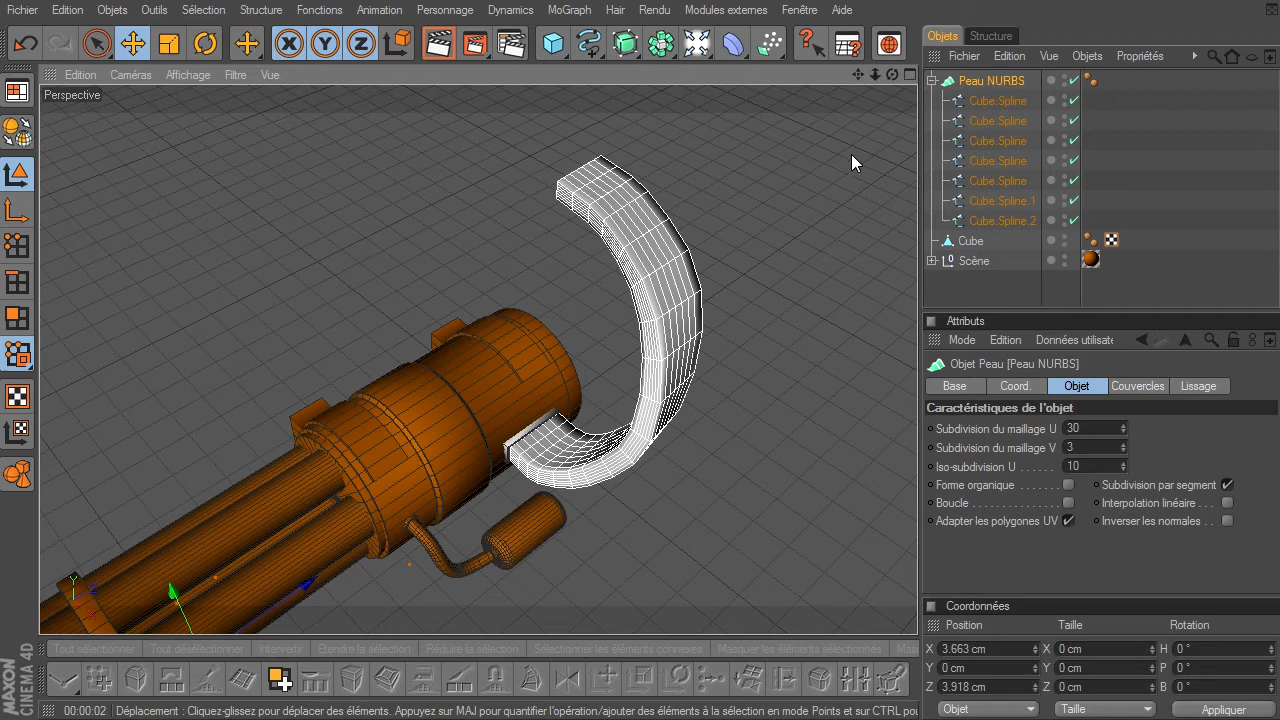 Fichier Edition Objets Outils Sélection Structure Fonctions Animation Personnage Dynamics MoGraph Hair Rendu Modules externes Fenêtre Aide
Objets Structure
Fichier Edition Vue Objets Propriétés
Edition Caméras Affichage Filtre Vue
Perspective
Peau NURBS
Cube.Spline
Cube.Spline
Cube.Spline
Cube.Spline
Cube.Spline
Cube.Spline.1
Cube.Spline.2
Cube
Scène
Attributs
Mode Edition Données utilisate
Objet Peau [Peau NURBS]
Base Coord. Objet Couvercles Lissage
Caractéristiques de l'objet
Subdivision du maillage U 30
Subdivision du maillage V 3
Iso-subdivision U ...... 10
Forme organique ....... Subdivision par segment
Boucle ............. Interpolation linéaire .
Adapter les polygones UV Inverser les normales ..
Coordonnées
Position Taille Rotation
X 3.663 cm X 0 cm H 0 °
Y 0 cm Y 0 cm P 0 °
Z 3.918 cm Z 0 cm B 0 °
Objet Taille Appliquer
Tout sélectionner Tout désélectionner Intervertir Etendre la sélection Réduire la sélection Sélectionner les éléments connexes Masquer les éléments sélectionnés Mas
MAXON
CINEMA 4D
00:00:02 Déplacement : Cliquez-glissez pour déplacer des éléments. Appuyez sur MAJ pour quantifier l'opération/ajouter des éléments à la sélection en mode Points et sur CTRL pou